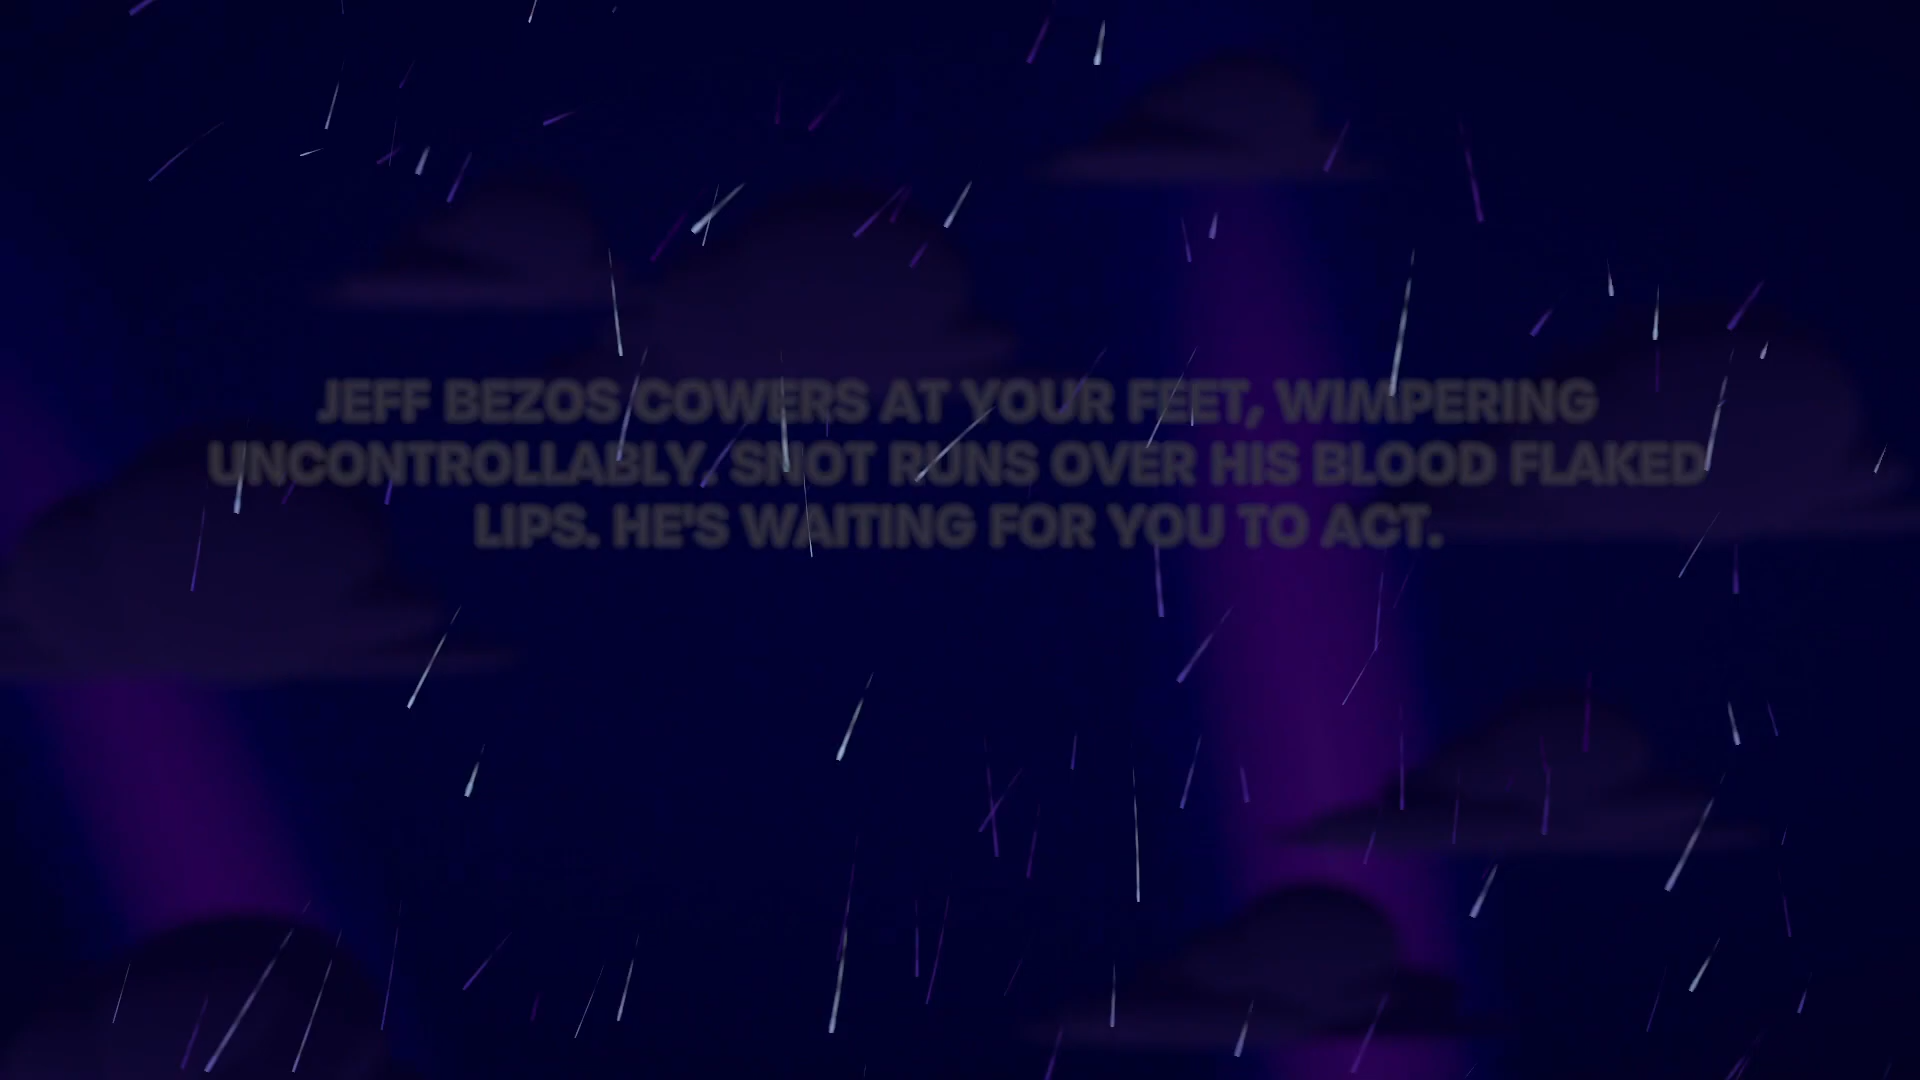 JEFF BEZOS COWERS AT YOUR FEET, WIMPERING
UNCONTROLLABLY. SNOT RUNS OVER HIS BLOOD FLAKED
LIPS. HE'S WAITING FOR YOU TO ACT.